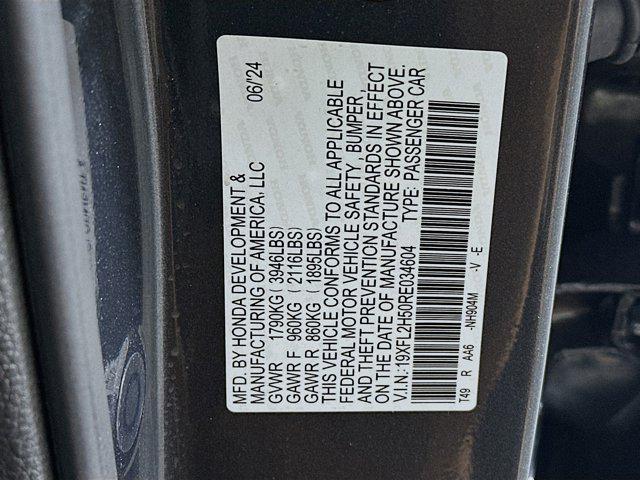 MFD. BY HONDA DEVELOPMENT & 06/'24
MANUFACTURING OF AMERICA, LLC
GVWR 1790KG ( 3946LBS)
GAWR F 960KG ( 2116LBS)
GAWR R 860KG ( 1895LBS)
THIS VEHICLE CONFORMS TO ALL APPLICABLE
FEDERAL MOTOR VEHICLE SAFETY , BUMPER ,
AND THEFT PREVENTION STANDARDS IN EFFECT
ON THE DATE OF MANUFACTURE SHOWN ABOVE.
V.I.N:19XFL2H50RE034604 TYPE: PASSENGER CAR
T49 R AA6 -NH904M -V -E